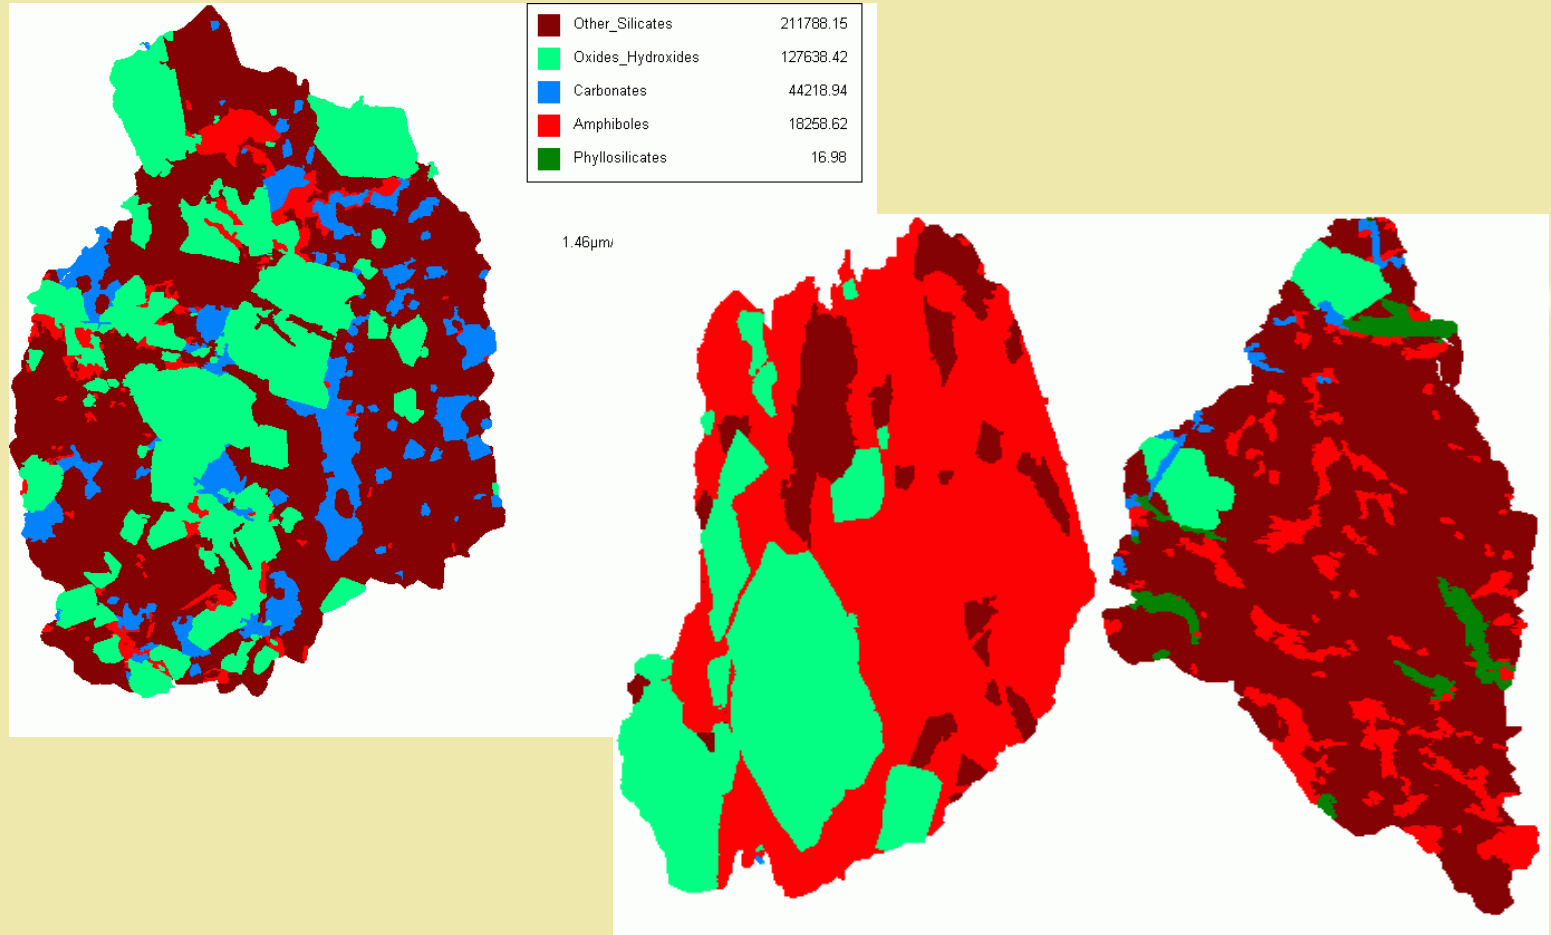 Other_Silicates 211788.15
Oxides_Hydroxides 127638.42
Carbonates 44218.94
Amphiboles 18258.62
Phyllosilicates 16.98
1.46µm/